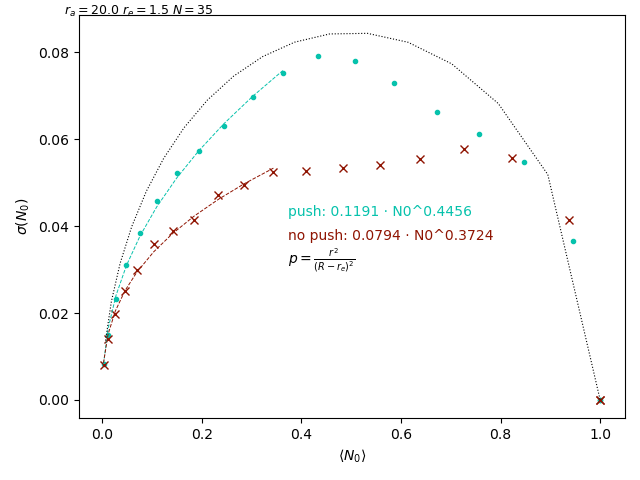 r_a = 20.0 r_e = 1.5 N = 35
0.08
0.06
0.04
0.02
0.00
σ(N_0)
push: 0.1191 · N0^0.4456
no push: 0.0794 · N0^0.3724
p = r^2/(R − r_e)^2
0.0 0.2 0.4 0.6 0.8 1.0
⟨N_0⟩